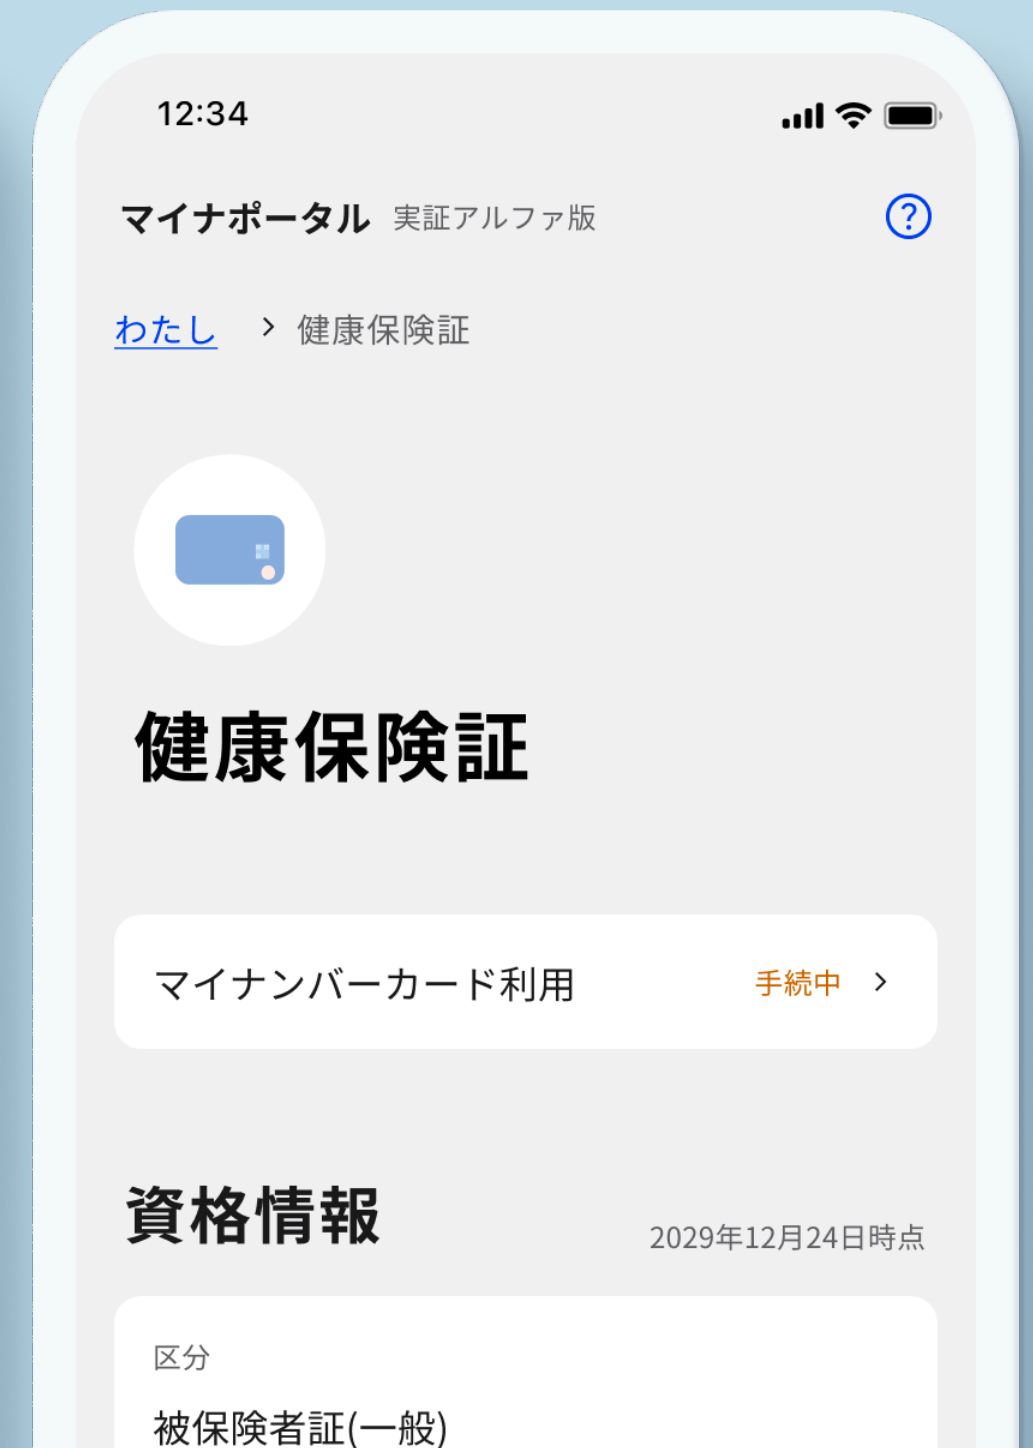 12:34
マイナポータル 実証アルファ版
わたし > 健康保険証
健康保険証
マイナンバーカード利用 手続中 >
資格情報 2029年12月24日時点
区分
被保険者証(一般)